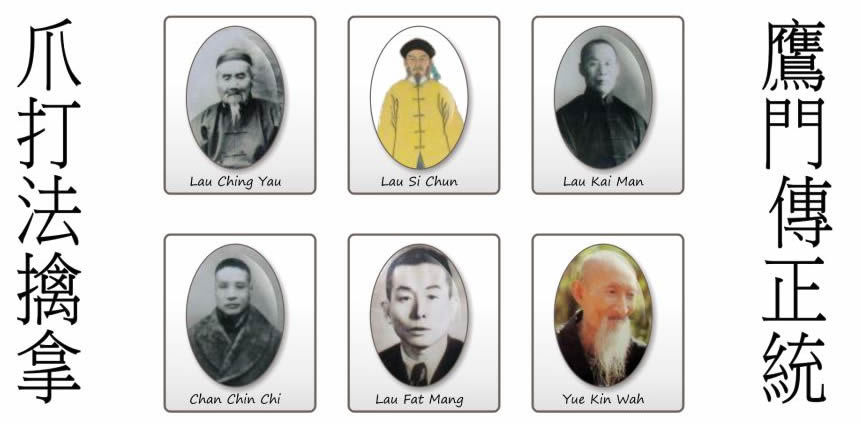 鷹門傳正統
爪打法擒拿
Lau Ching Yau
Lau Si Chun
Lau Kai Man
Chan Chin Chi
Lau Fat Mang
Yue Kin Wah